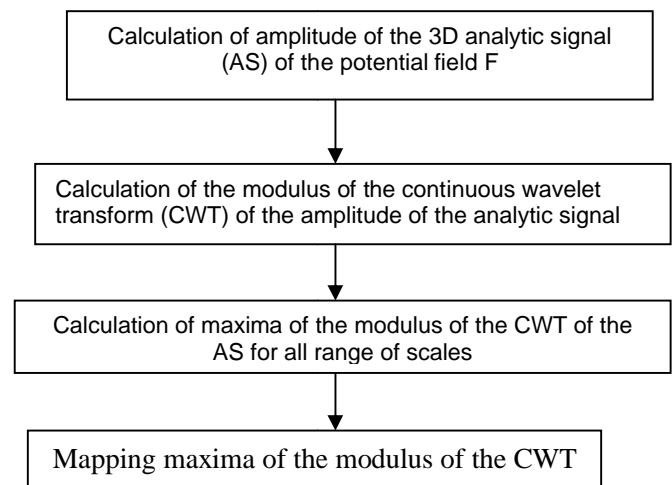 Calculation of amplitude of the 3D analytic signal
(AS) of the potential field F
Calculation of the modulus of the continuous wavelet
transform (CWT) of the amplitude of the analytic signal
Calculation of maxima of the modulus of the CWT of the
AS for all range of scales
Mapping maxima of the modulus of the CWT